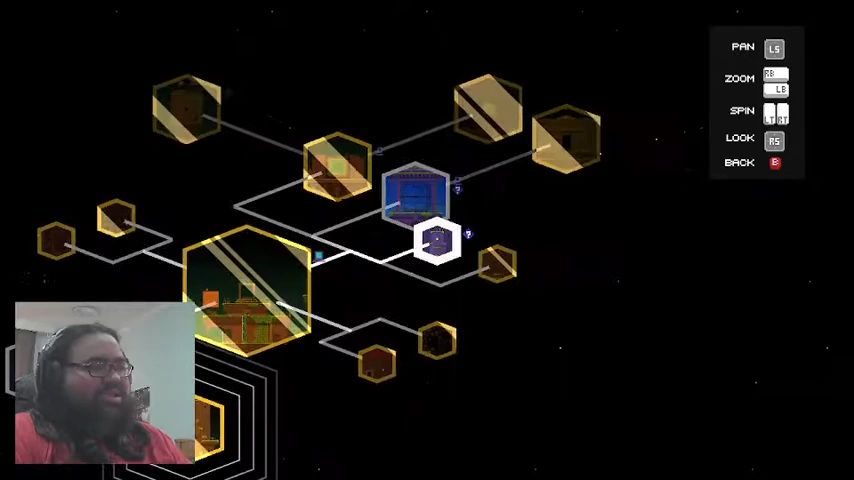 PAN LS
ZOOM RB
LB
SPIN LT RT
LOOK RS
BACK B
?
?